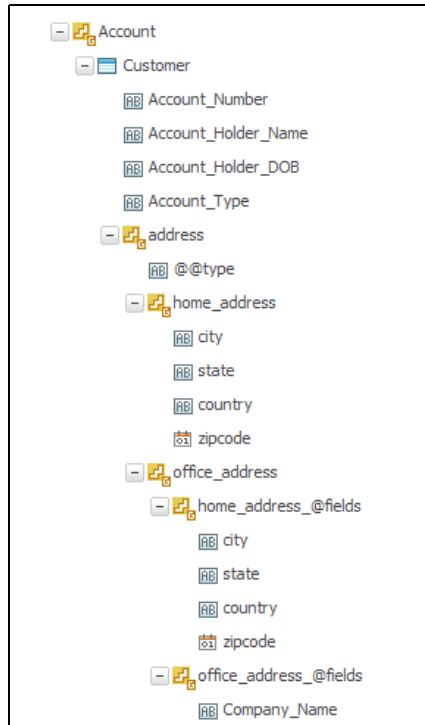 Account
Customer
Account_Number
Account_Holder_Name
Account_Holder_DOB
Account_Type
address
@@type
home_address
city
state
country
zipcode
office_address
home_address_@fields
city
state
country
zipcode
office_address_@fields
Company_Name